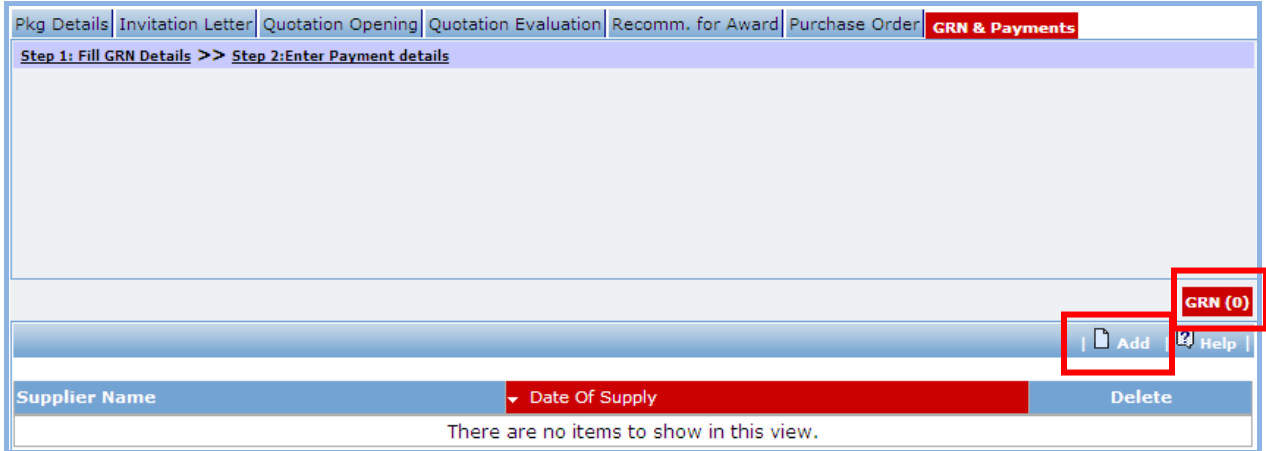 Pkg Details Invitation Letter Quotation Opening Quotation Evaluation Recomm. for Award Purchase Order GRN & Payments
Step 1: Fill GRN Details >> Step 2:Enter Payment details
GRN (0)
| Add | Help |
Supplier Name Date Of Supply Delete
There are no items to show in this view.